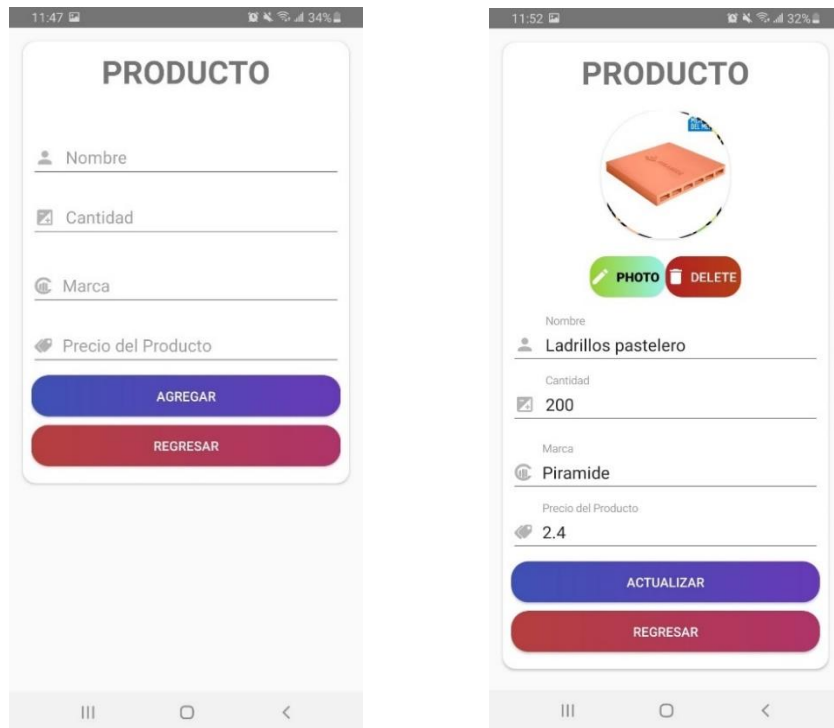 11:47
34%
PRODUCTO
Nombre
Cantidad
Marca
Precio del Producto
AGREGAR
REGRESAR
11:52
32%
PRODUCTO
PHOTO
DELETE
Nombre
Ladrillos pastelero
Cantidad
200
Marca
Piramide
Precio del Producto
2.4
ACTUALIZAR
REGRESAR